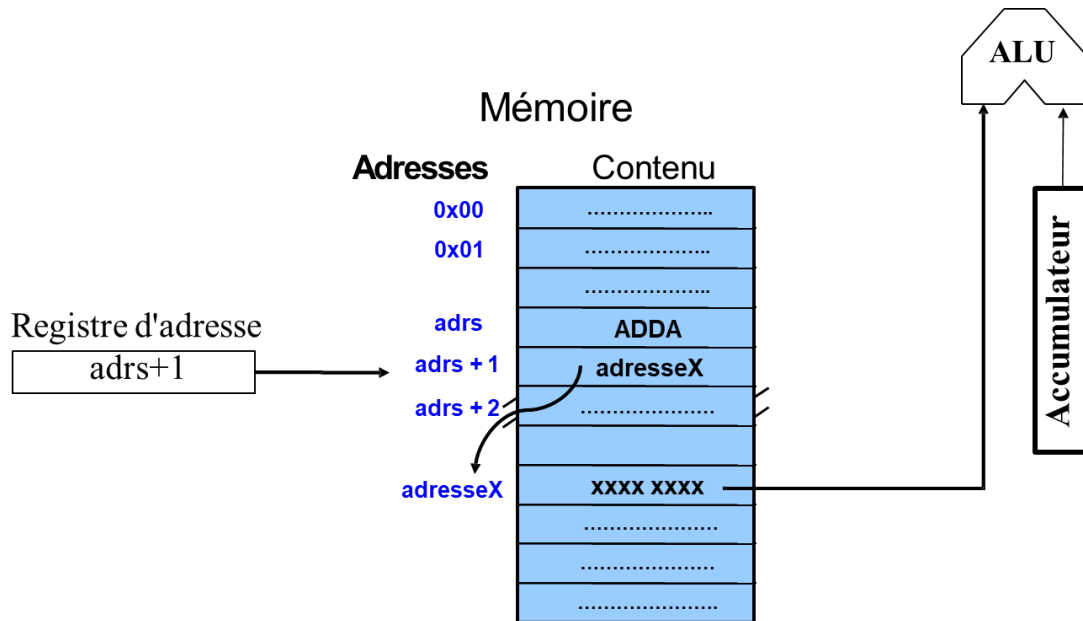 ALU
Mémoire
Adresses Contenu
0x00 ...................
0x01 ...................
...................
Registre d'adresse
adrs ADDA
adrs+1
adrs + 1 adresseX
adrs + 2 .....................
Accumulateur
adresseX xxxx xxxx
.....................
.....................
.....................